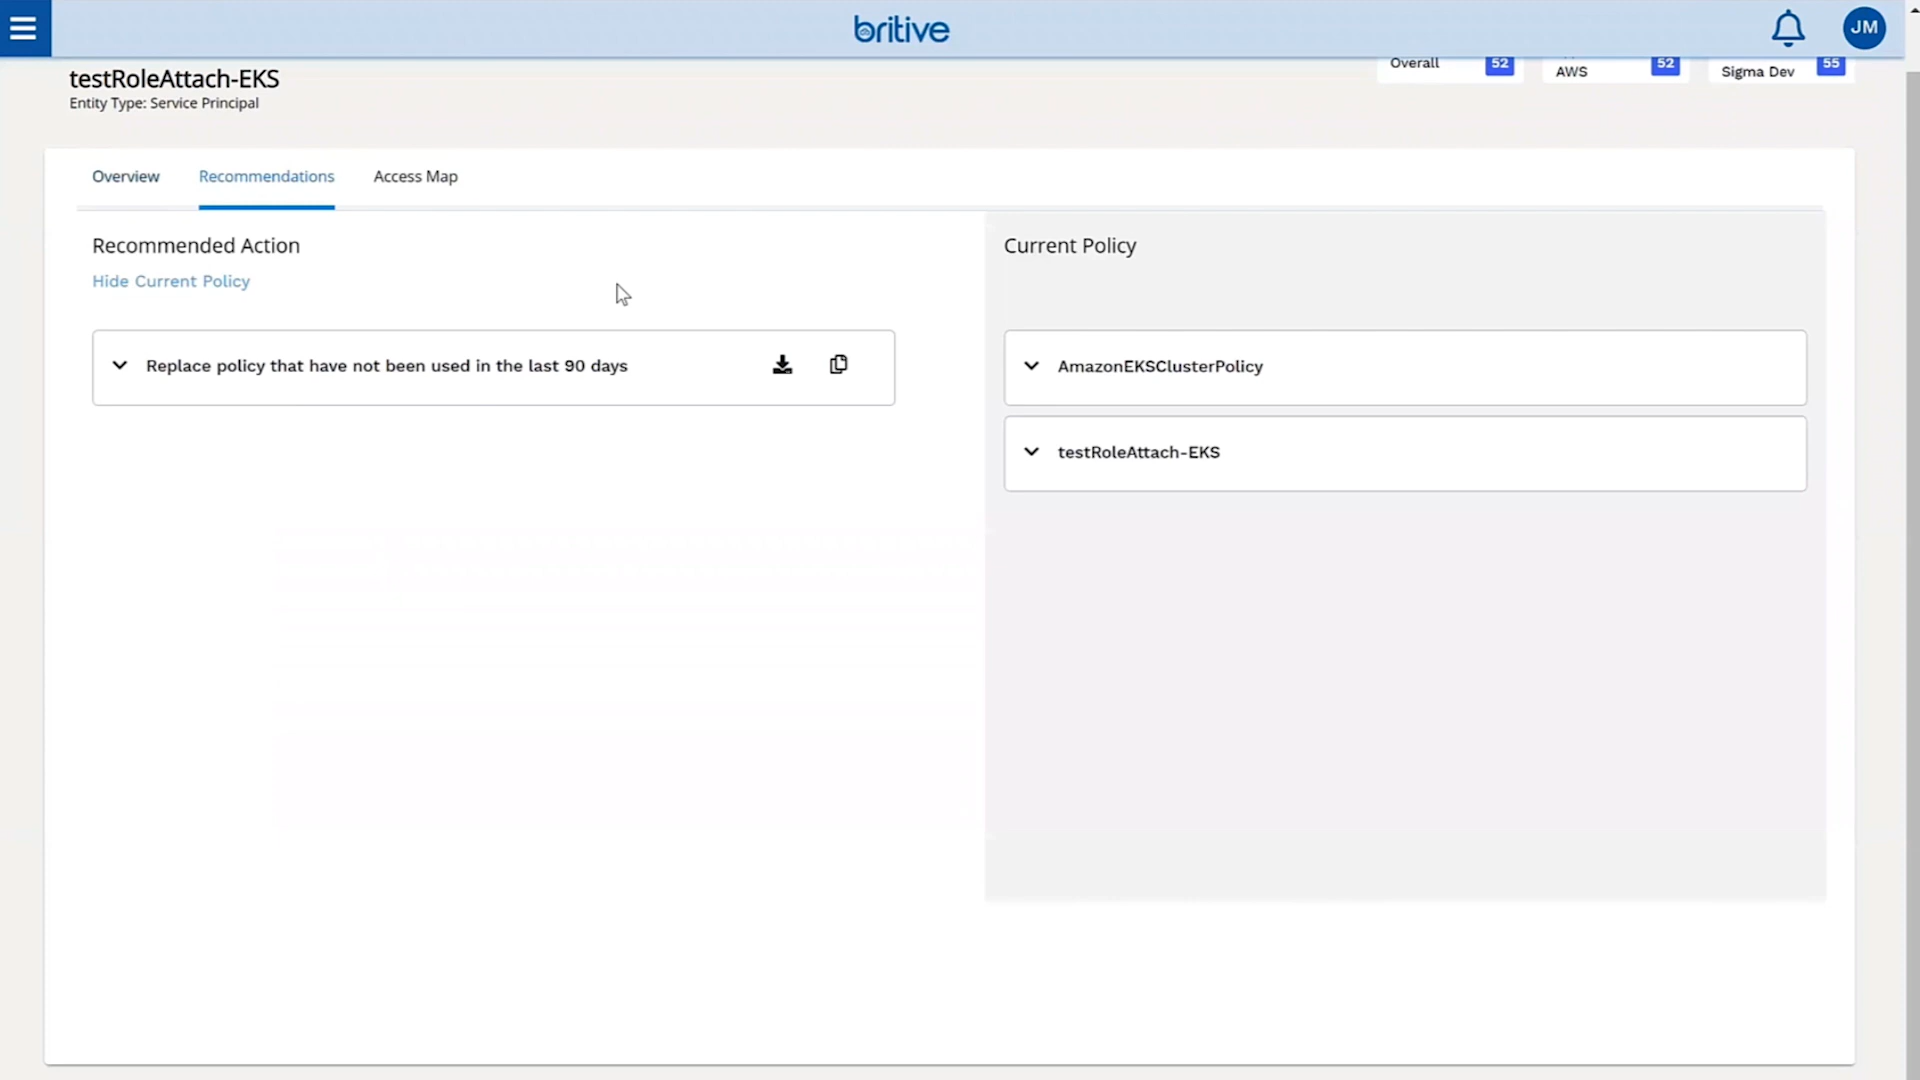 britive
JM
testRoleAttach-EKS
Entity Type: Service Principal
Overall 52
AWS 52
Sigma Dev 55
Overview Recommendations Access Map
Recommended Action
Hide Current Policy
Replace policy that have not been used in the last 90 days
Current Policy
AmazonEKSClusterPolicy
testRoleAttach-EKS